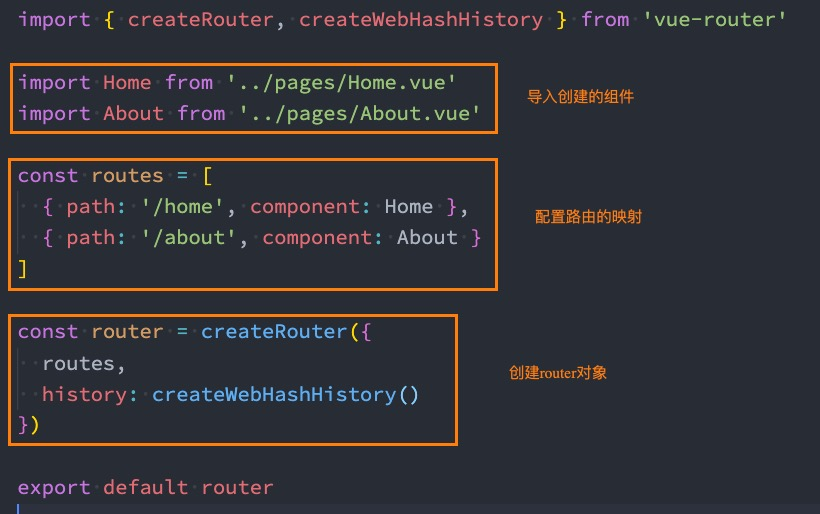 import { createRouter, createWebHashHistory } from 'vue-router'
import Home from '../pages/Home.vue'
import About from '../pages/About.vue'
导入创建的组件
const routes = [
{ path: '/home', component: Home },
{ path: '/about', component: About }
]
配置路由的映射
const router = createRouter({
routes,
history: createWebHashHistory()
})
创建router对象
export default router